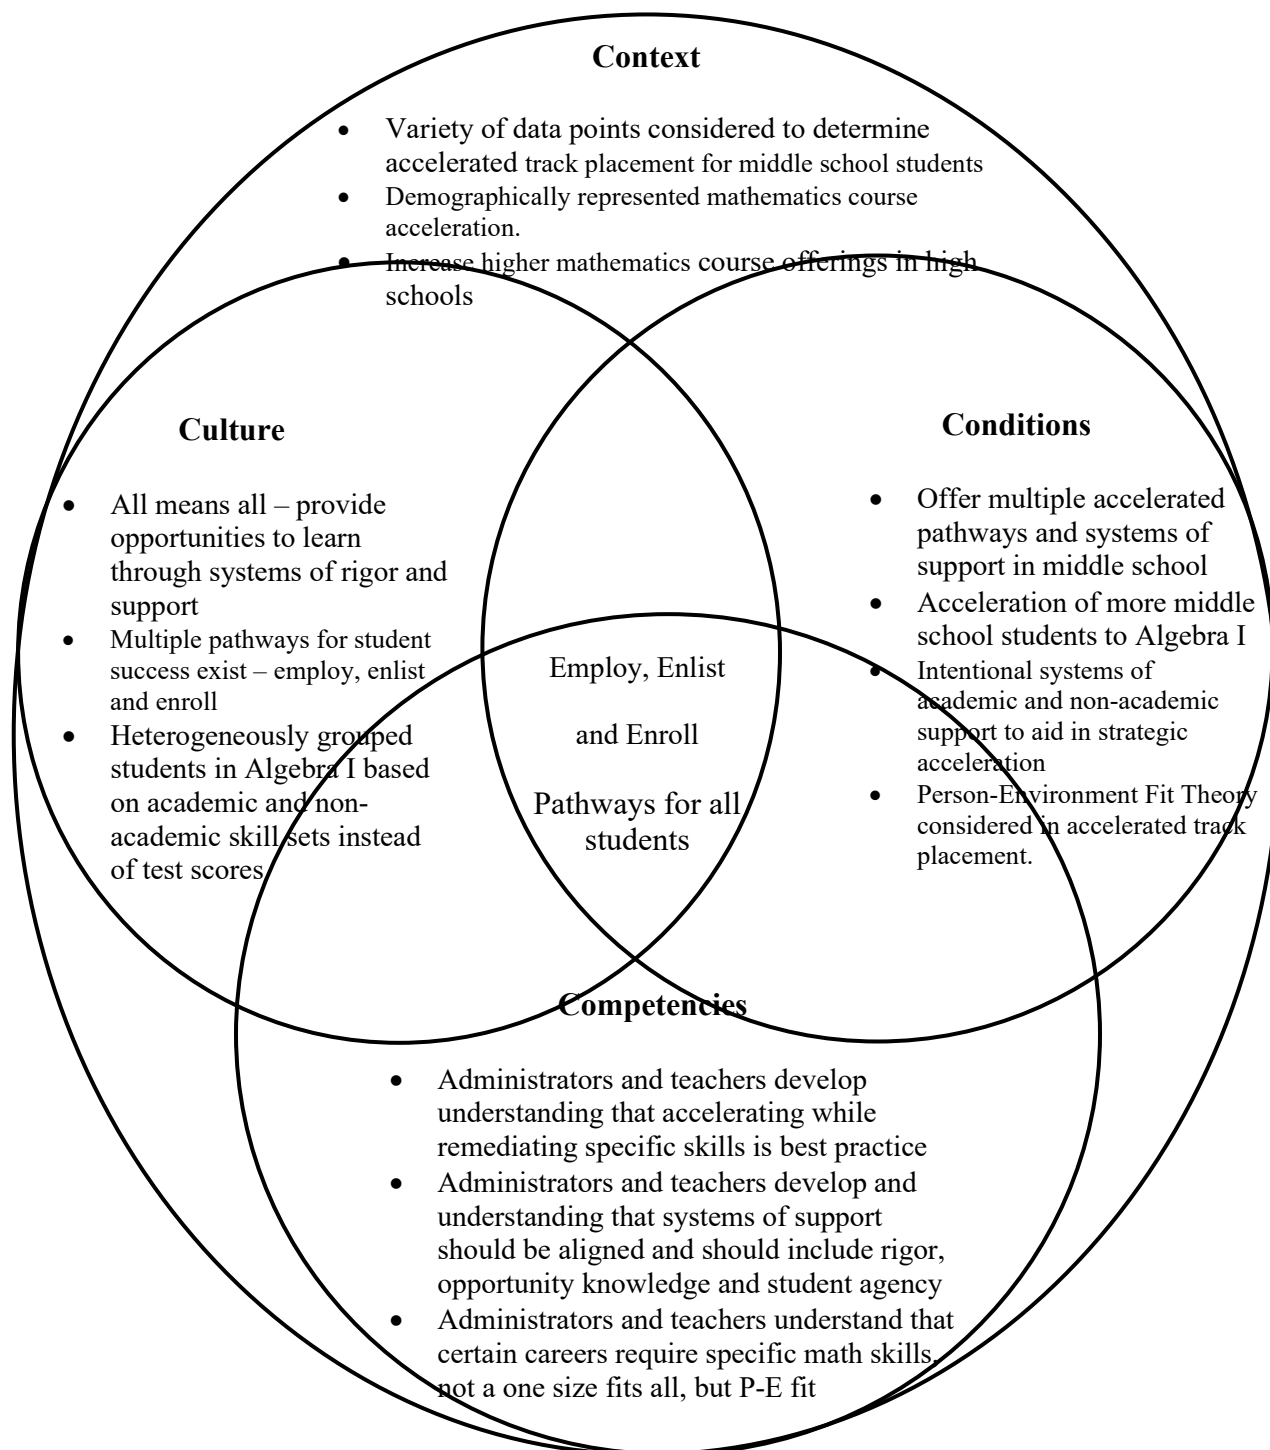 Context
• Variety of data points considered to determine
accelerated track placement for middle school students
• Demographically represented mathematics course
acceleration.
• Increase higher mathematics course offerings in high
schools
Culture
• All means all – provide
opportunities to learn
through systems of rigor and
support
• Multiple pathways for student
success exist – employ, enlist
and enroll
• Heterogeneously grouped
students in Algebra I based
on academic and non-
academic skill sets instead
of test scores
Conditions
• Offer multiple accelerated
pathways and systems of
support in middle school
• Acceleration of more middle
school students to Algebra I
• Intentional systems of
academic and non-academic
support to aid in strategic
acceleration
• Person-Environment Fit Theory
considered in accelerated track
placement.
Employ, Enlist
and Enroll
Pathways for all
students
Competencies
• Administrators and teachers develop
understanding that accelerating while
remediating specific skills is best practice
• Administrators and teachers develop and
understanding that systems of support
should be aligned and should include rigor,
opportunity knowledge and student agency
• Administrators and teachers understand that
certain careers require specific math skills,
not a one size fits all, but P-E fit